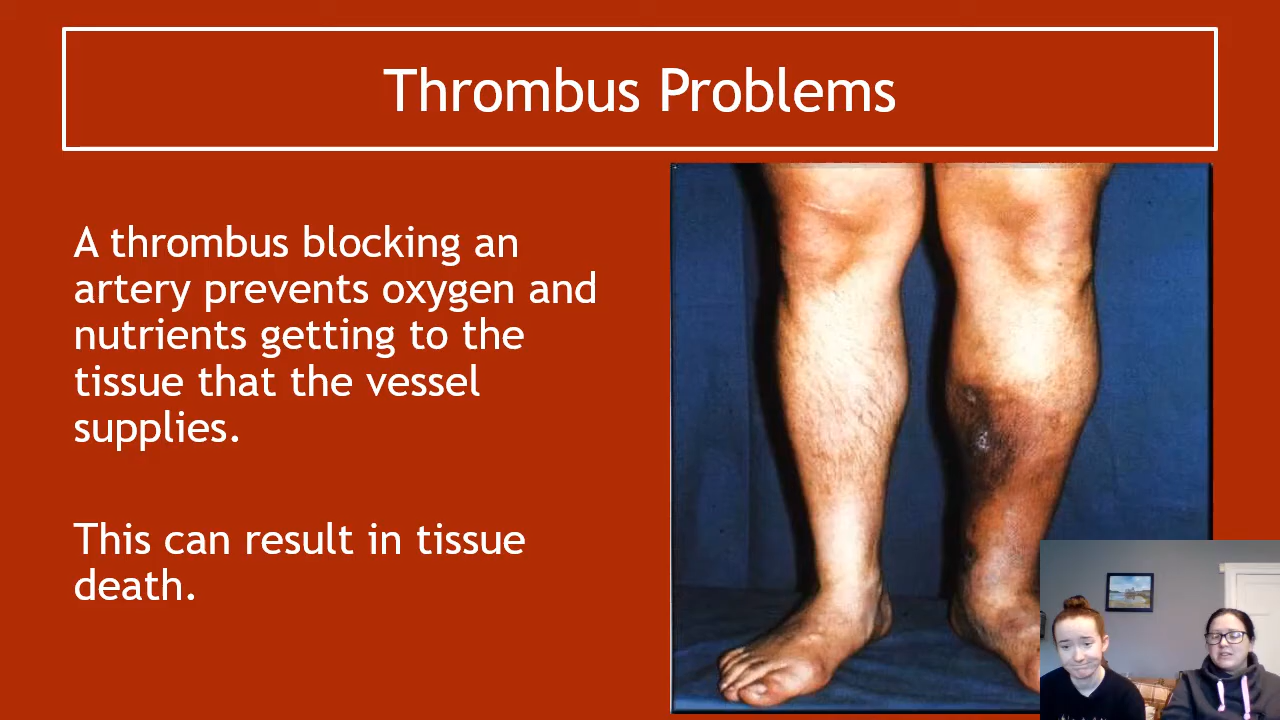 Thrombus Problems
A thrombus blocking an
artery prevents oxygen and
nutrients getting to the
tissue that the vessel
supplies.
This can result in tissue
death.